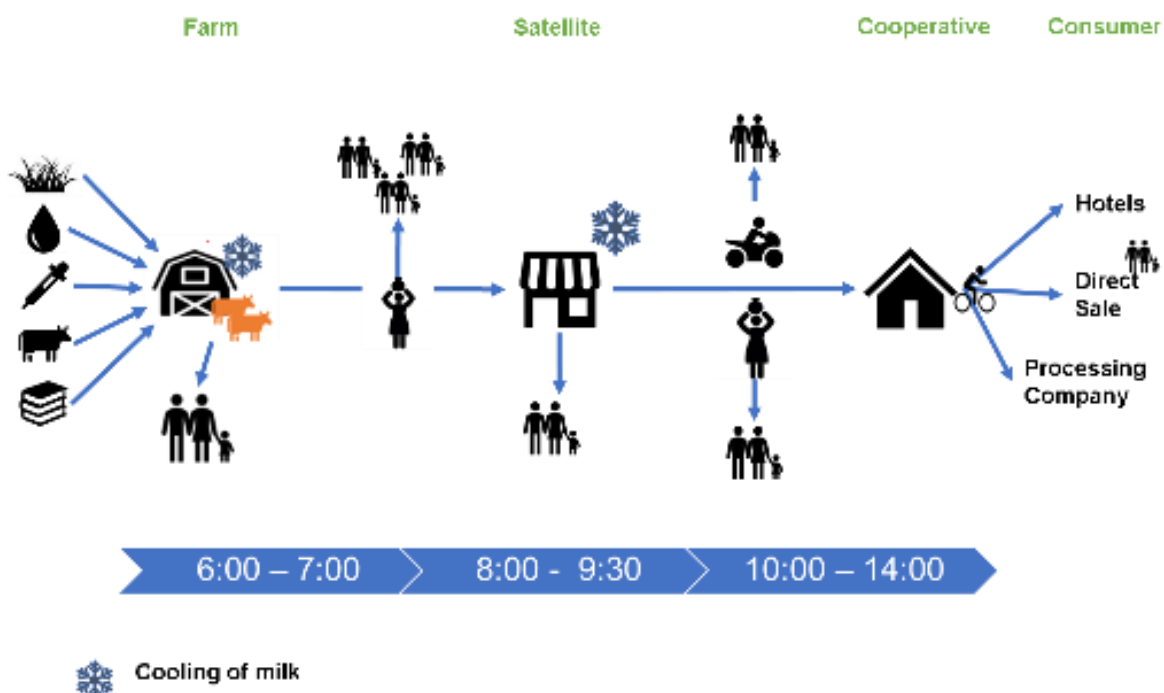 Farm
Satellite
Cooperative
Consumer
Hotels
Direct
Sale
Processing
Company
6:00 – 7:00
8:00 - 9:30
10:00 – 14:00
Cooling of milk